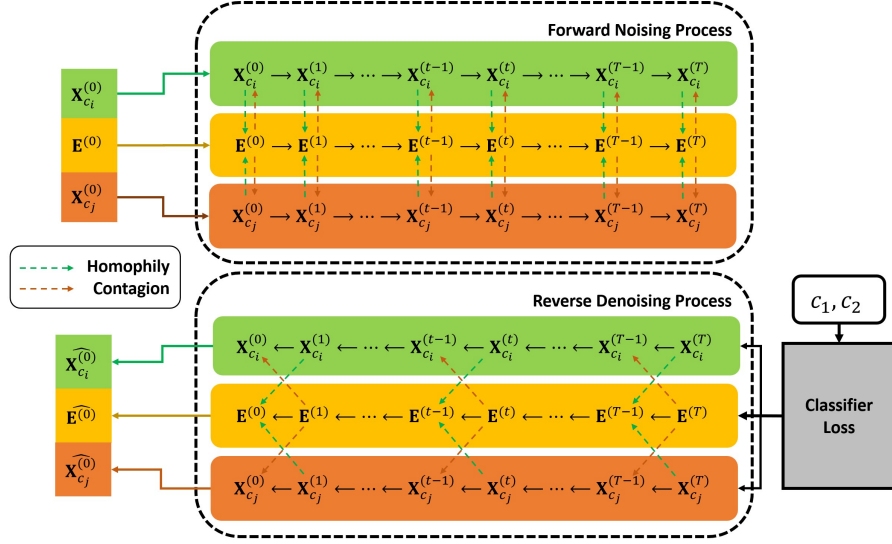 Forward Noising Process
X_{c_i}^{(0)}
E^{(0)}
X_{c_j}^{(0)}
X_{c_i}^{(0)} → X_{c_i}^{(1)} → ⋯ → X_{c_i}^{(t−1)} → X_{c_i}^{(t)} → ⋯ → X_{c_i}^{(T−1)} → X_{c_i}^{(T)}
E^{(0)} → E^{(1)} → ⋯ → E^{(t−1)} → E^{(t)} → ⋯ → E^{(T−1)} → E^{(T)}
X_{c_j}^{(0)} → X_{c_j}^{(1)} → ⋯ → X_{c_j}^{(t−1)} → X_{c_j}^{(t)} → ⋯ → X_{c_j}^{(T−1)} → X_{c_j}^{(T)}
Homophily
Contagion
Reverse Denoising Process
X_{c_i}^{(0)} ← X_{c_i}^{(1)} ← ⋯ ← X_{c_i}^{(t−1)} ← X_{c_i}^{(t)} ← ⋯ ← X_{c_i}^{(T−1)} ← X_{c_i}^{(T)}
E^{(0)} ← E^{(1)} ← ⋯ ← E^{(t−1)} ← E^{(t)} ← ⋯ ← E^{(T−1)} ← E^{(T)}
X_{c_j}^{(0)} ← X_{c_j}^{(1)} ← ⋯ ← X_{c_j}^{(t−1)} ← X_{c_j}^{(t)} ← ⋯ ← X_{c_j}^{(T−1)} ← X_{c_j}^{(T)}
\widehat{X_{c_i}^{(0)}}
\widehat{E^{(0)}}
\widehat{X_{c_j}^{(0)}}
c_1, c_2
Classifier
Loss